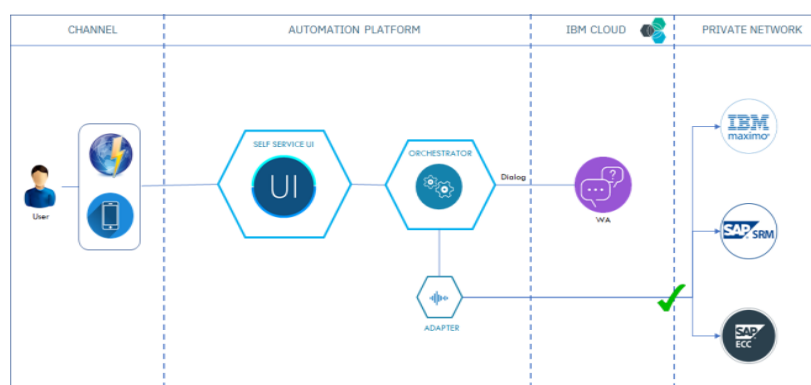 CHANNEL
AUTOMATION PLATFORM
IBM CLOUD
PRIVATE NETWORK
SELF SERVICE UI
UI
ORCHESTRATOR
Dialog
User
WA
ADAPTER
IBM
maximo
SAP SRM
SAP
ECC